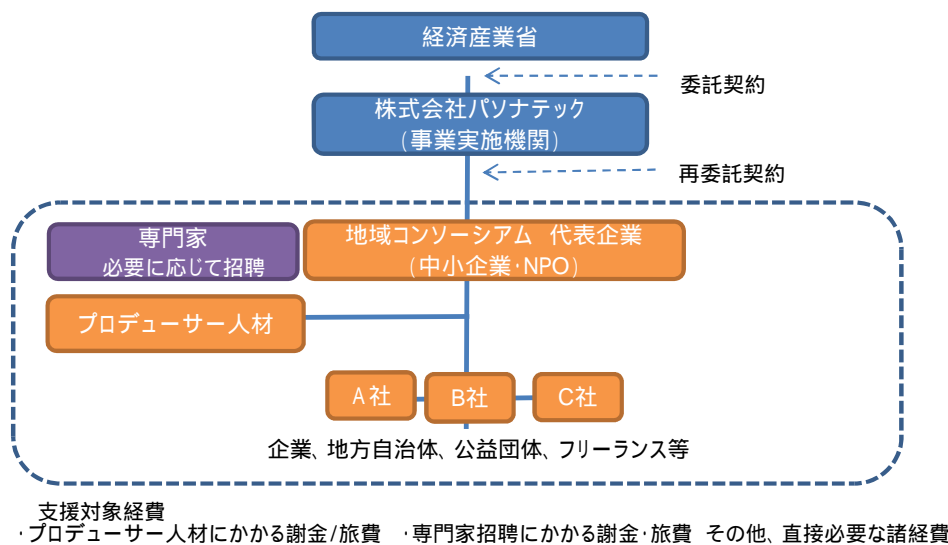 経済産業省
委託契約
株式会社パソナテック
(事業実施機関)
再委託契約
専門家
必要に応じて招聘
地域コンソーシアム 代表企業
(中小企業・NPO)
プロデューサー人材
A社
B社
C社
企業、地方自治体、公益団体、フリーランス等
支援対象経費
・プロデューサー人材にかかる謝金/旅費 ・専門家招聘にかかる謝金・旅費 その他、直接必要な諸経費